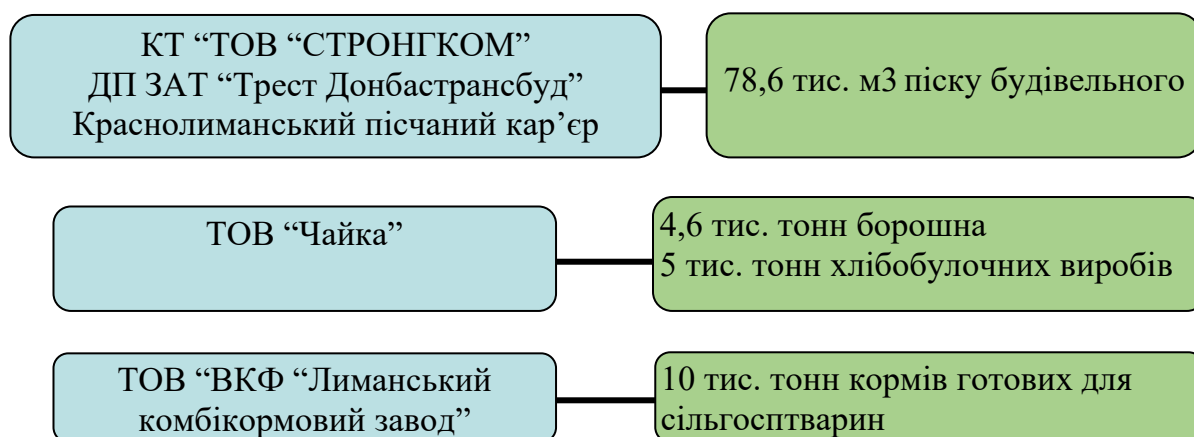 КТ “ТОВ “СТРОНГКОМ”
ДП ЗАТ “Трест Донбастрансбуд”
Краснолиманський пісчаний кар’єр
78,6 тис. м3 піску будівельного
ТОВ “Чайка”
4,6 тис. тонн борошна
5 тис. тонн хлібобулочних виробів
ТОВ “ВКФ “Лиманський
комбікормовий завод”
10 тис. тонн кормів готових для
сільгосптварин